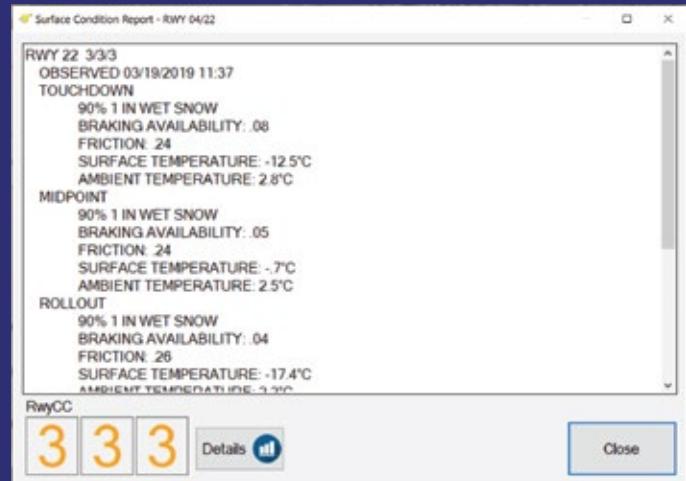 Surface Condition Report - RWY 04/22
RWY 22 3/3/3
OBSERVED 03/19/2019 11:37
TOUCHDOWN
90% 1 IN WET SNOW
BRAKING AVAILABILITY: .08
FRICTION: .24
SURFACE TEMPERATURE: -12.5°C
AMBIENT TEMPERATURE: 2.8°C
MIDPOINT
90% 1 IN WET SNOW
BRAKING AVAILABILITY: .05
FRICTION: .24
SURFACE TEMPERATURE: -.7°C
AMBIENT TEMPERATURE: 2.5°C
ROLLOUT
90% 1 IN WET SNOW
BRAKING AVAILABILITY: .04
FRICTION: .26
SURFACE TEMPERATURE: -17.4°C
AMBIENT TEMPERATURE:
RwyCC
3 3 3 Details Close